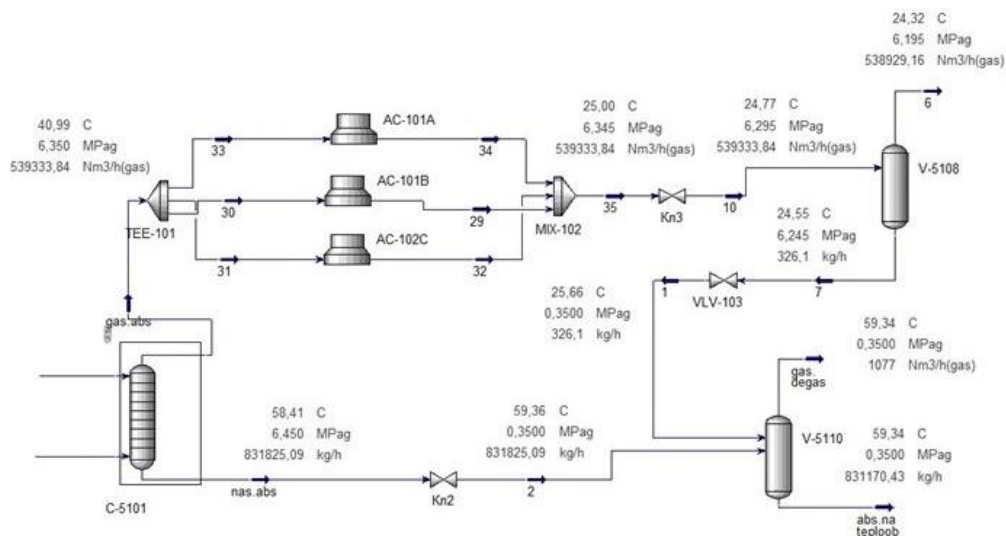 24,32 C
6,195 MPag
538929,16 Nm3/h(gas)
6
40,99 C
6,350 MPag
539333,84 Nm3/h(gas)
33
AC-101A
34
25,00 C
6,345 MPag
539333,84 Nm3/h(gas)
24,77 C
6,295 MPag
539333,84 Nm3/h(gas)
V-5108
TEE-101
30
AC-101B
29
MIX-102
35
Kn3
10
31
AC-102C
32
24,55 C
6,245 MPag
326,1 kg/h
1
VLV-103
7
gas.abs
25,66 C
0,3500 MPag
326,1 kg/h
59,34 C
0,3500 MPag
1077 Nm3/h(gas)
gas.
degas
58,41 C
6,450 MPag
831825,09 kg/h
59,36 C
0,3500 MPag
831825,09 kg/h
V-5110
59,34 C
0,3500 MPag
831170,43 kg/h
C-5101
nas.abs
Kn2
2
abs.na
teploob